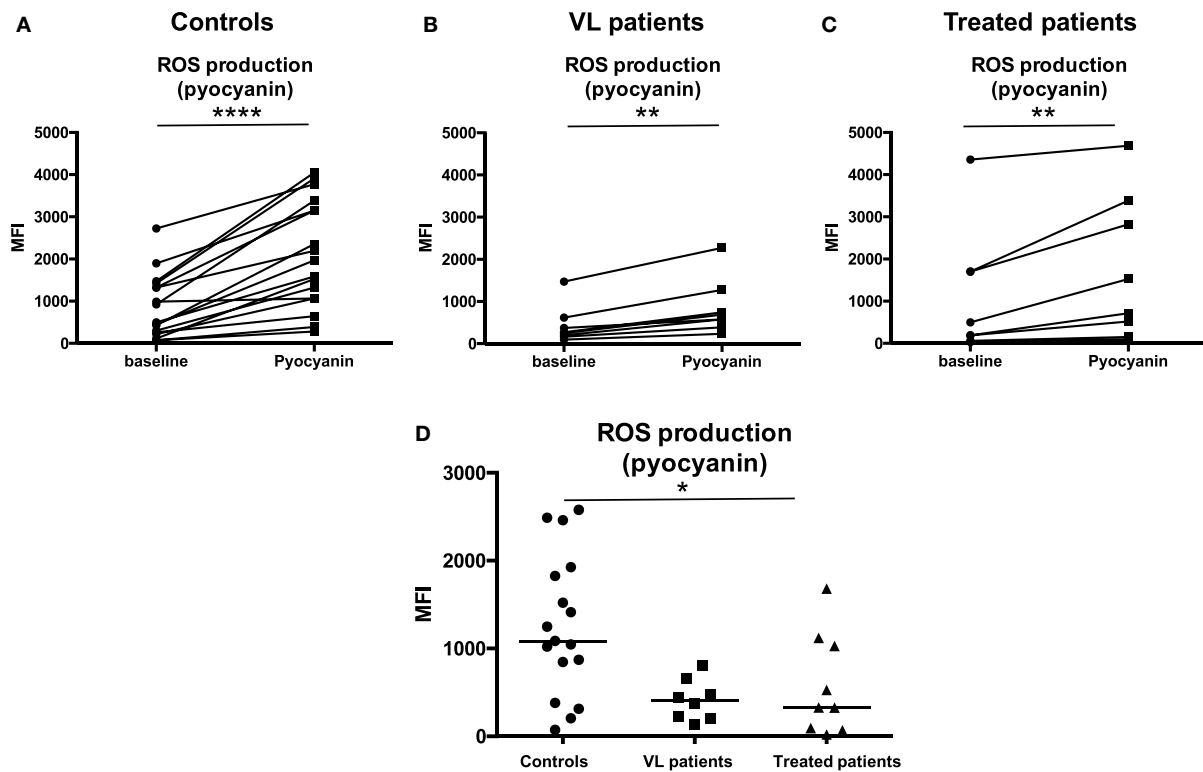 A
Controls
ROS production
(pyocyanin)
****
5000
4000
3000
2000
1000
0
MFI
baseline
Pyocyanin
B
VL patients
ROS production
(pyocyanin)
**
5000
4000
3000
2000
1000
0
MFI
baseline
Pyocyanin
C
Treated patients
ROS production
(pyocyanin)
**
5000
4000
3000
2000
1000
0
MFI
baseline
Pyocyanin
D
ROS production
(pyocyanin)
*
3000
2000
1000
0
MFI
Controls
VL patients
Treated patients